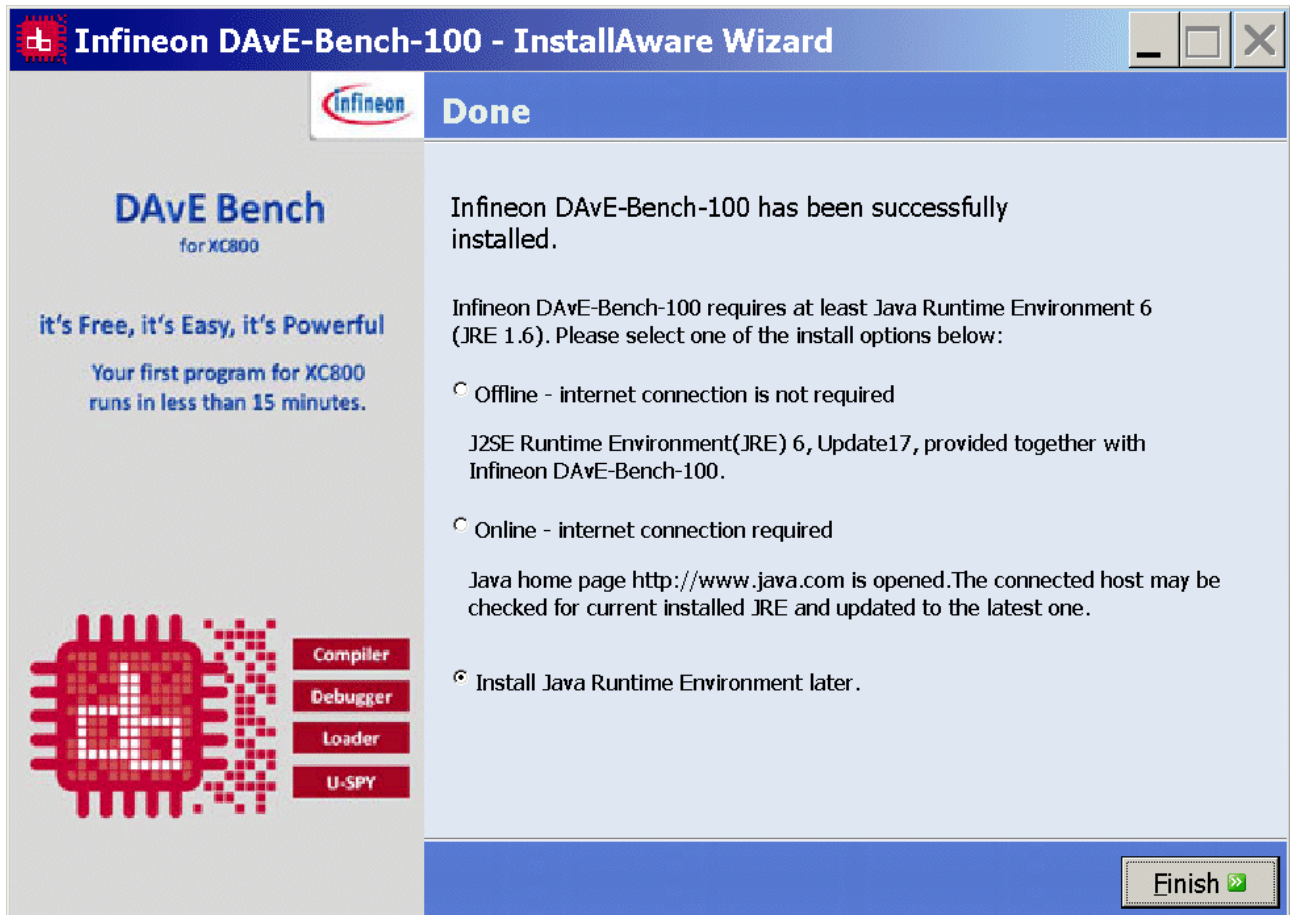 Infineon DAvE-Bench-100 - InstallAware Wizard
infineon
Done
DAvE Bench
for XC800
it's Free, it's Easy, it's Powerful
Your first program for XC800
runs in less than 15 minutes.
Compiler
Debugger
Loader
U-SPY
Infineon DAvE-Bench-100 has been successfully
installed.
Infineon DAvE-Bench-100 requires at least Java Runtime Environment 6
(JRE 1.6). Please select one of the install options below:
Offline - internet connection is not required
J2SE Runtime Environment(JRE) 6, Update17, provided together with
Infineon DAvE-Bench-100.
Online - internet connection required
Java home page http://www.java.com is opened.The connected host may be
checked for current installed JRE and updated to the latest one.
Install Java Runtime Environment later.
Finish